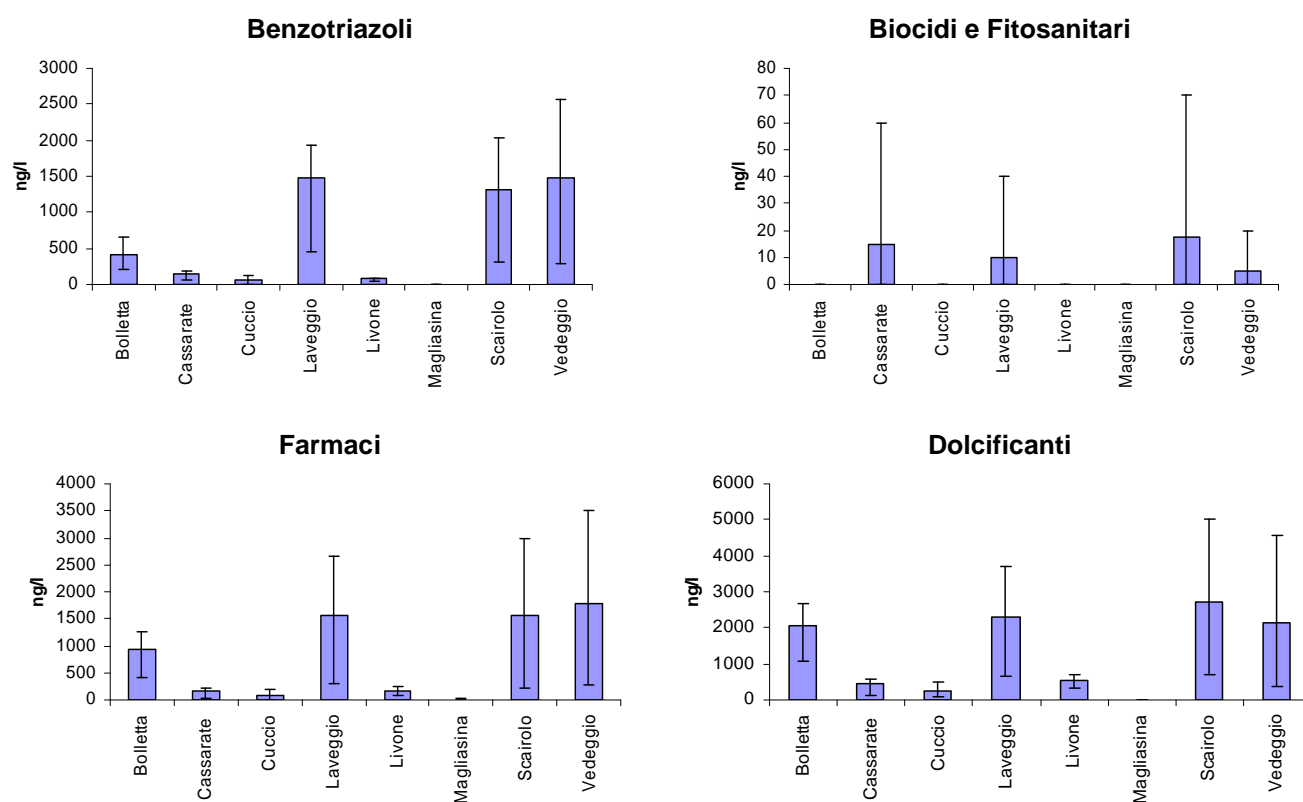 Benzotriazoli
3000
2500
2000
1500
1000
500
0
ng/l
Bolletta
Cassarate
Cuccio
Laveggio
Livone
Magliasina
Scairolo
Vedeggio
Biocidi e Fitosanitari
80
70
60
50
40
30
20
10
0
ng/l
Bolletta
Cassarate
Cuccio
Laveggio
Livone
Magliasina
Scairolo
Vedeggio
Farmaci
4000
3500
3000
2500
2000
1500
1000
500
0
ng/l
Bolletta
Cassarate
Cuccio
Laveggio
Livone
Magliasina
Scairolo
Vedeggio
Dolcificanti
6000
5000
4000
3000
2000
1000
0
ng/l
Bolletta
Cassarate
Cuccio
Laveggio
Livone
Magliasina
Scairolo
Vedeggio